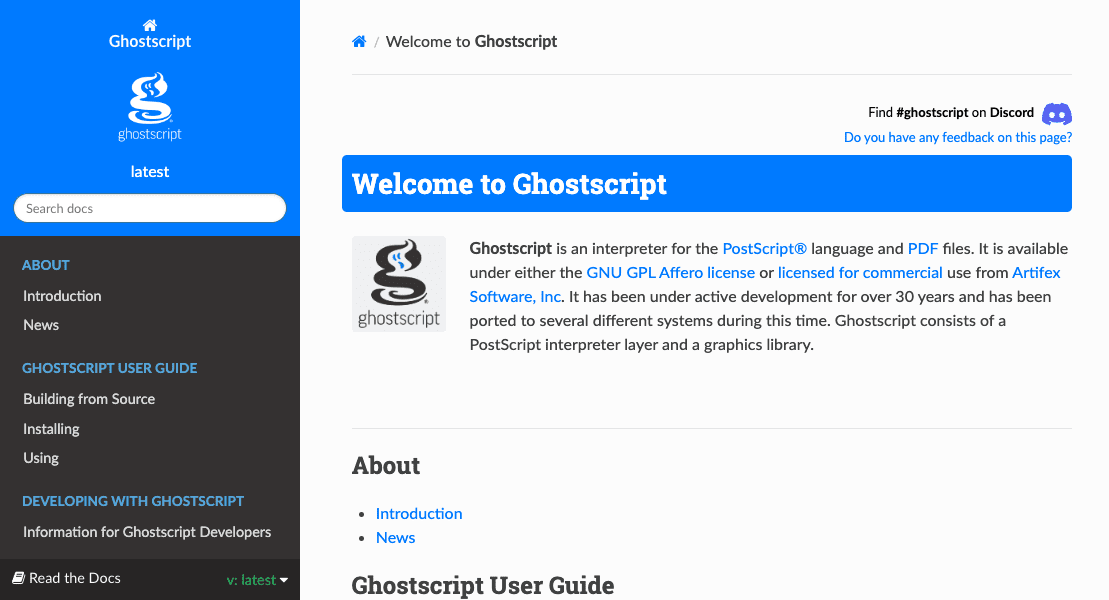 Ghostscript
ghostscript
latest
Search docs
ABOUT
Introduction
News
GHOSTSCRIPT USER GUIDE
Building from Source
Installing
Using
DEVELOPING WITH GHOSTSCRIPT
Information for Ghostscript Developers
Read the Docs
v: latest
/ Welcome to Ghostscript
Find #ghostscript on Discord
Do you have any feedback on this page?
Welcome to Ghostscript
ghostscript
Ghostscript is an interpreter for the PostScript® language and PDF files. It is available
under either the GNU GPL Affero license or licensed for commercial use from Artifex
Software, Inc. It has been under active development for over 30 years and has been
ported to several different systems during this time. Ghostscript consists of a
PostScript interpreter layer and a graphics library.
About
• Introduction
• News
Ghostscript User Guide